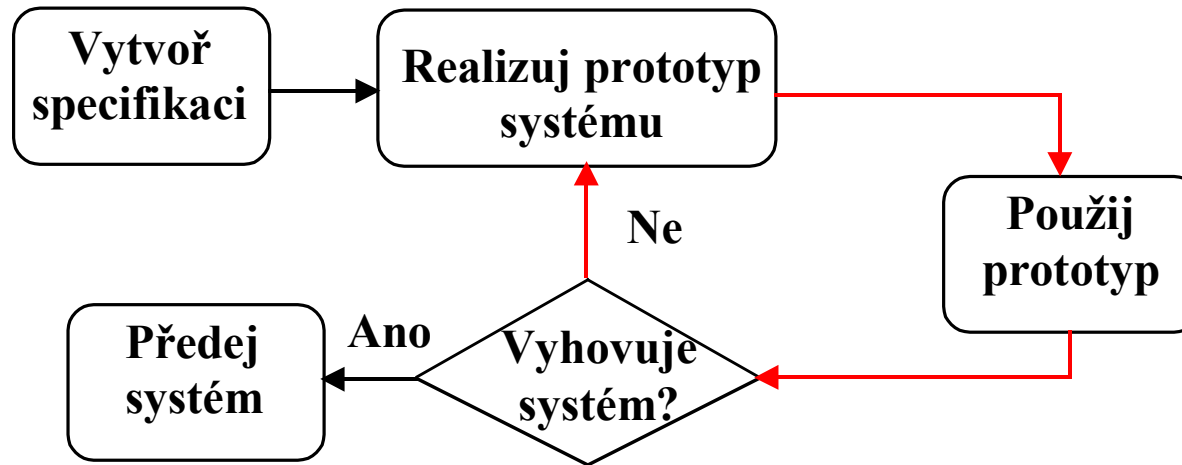 Vytvoř
specifikaci
Realizuj prototyp
systému
Použij
prototyp
Ne
Vyhovuje
systém?
Ano
Předej
systém